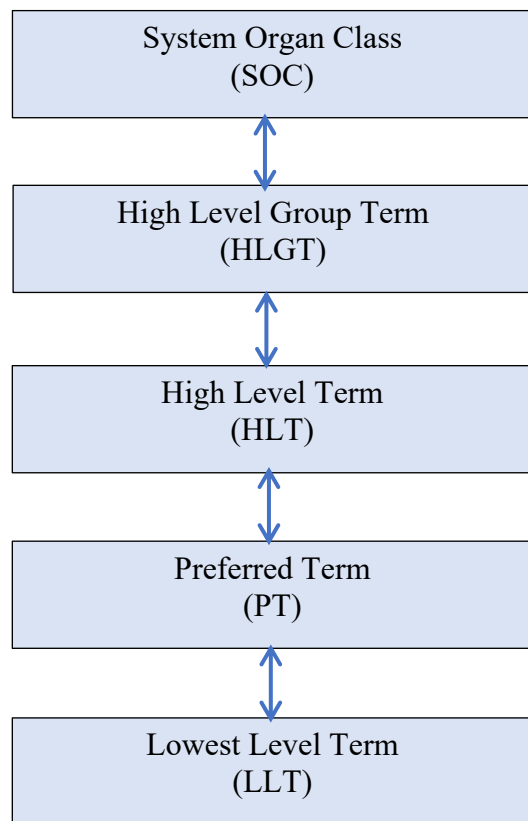 System Organ Class
(SOC)
High Level Group Term
(HLGT)
High Level Term
(HLT)
Preferred Term
(PT)
Lowest Level Term
(LLT)